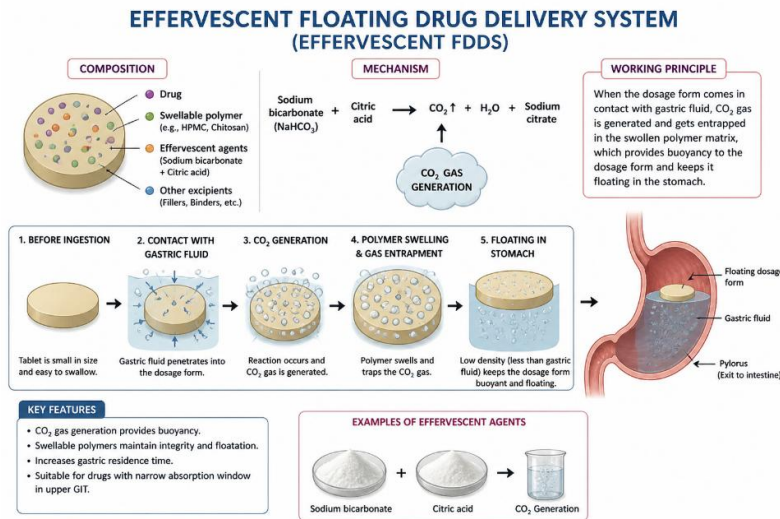 EFFERVESCENT FLOATING DRUG DELIVERY SYSTEM
(EFFERVESCENT FDDS)
COMPOSITION
Drug
Swellable polymer
(e.g., HPMC, Chitosan)
Effervescent agents
(Sodium bicarbonate
+ Citric acid)
Other excipients
(Fillers, Binders, etc.)
MECHANISM
Sodium bicarbonate (NaHCO₃) + Citric acid → CO₂ ↑ + H₂O + Sodium citrate
CO₂ GAS
GENERATION
WORKING PRINCIPLE
When the dosage form comes in
contact with gastric fluid, CO₂ gas
is generated and gets entrapped
in the swollen polymer matrix,
which provides buoyancy to the
dosage form and keeps it
floating in the stomach.
1. BEFORE INGESTION
Tablet is small in size
and easy to swallow.
2. CONTACT WITH
GASTRIC FLUID
Gastric fluid penetrates into
the dosage form.
3. CO₂ GENERATION
Reaction occurs and
CO₂ gas is generated.
4. POLYMER SWELLING
& GAS ENTRAPMENT
Polymer swells and
traps the CO₂ gas.
5. FLOATING IN
STOMACH
Low density (less than gastric
fluid) keeps the dosage form
buoyant and floating.
Floating dosage
form
Gastric fluid
Pylorus
(Exit to intestine)
KEY FEATURES
• CO₂ gas generation provides buoyancy.
• Swellable polymers maintain integrity and floatation.
• Increases gastric residence time.
• Suitable for drugs with narrow absorption window
in upper GIT.
EXAMPLES OF EFFERVESCENT AGENTS
+
Sodium bicarbonate
Citric acid
CO₂ Generation